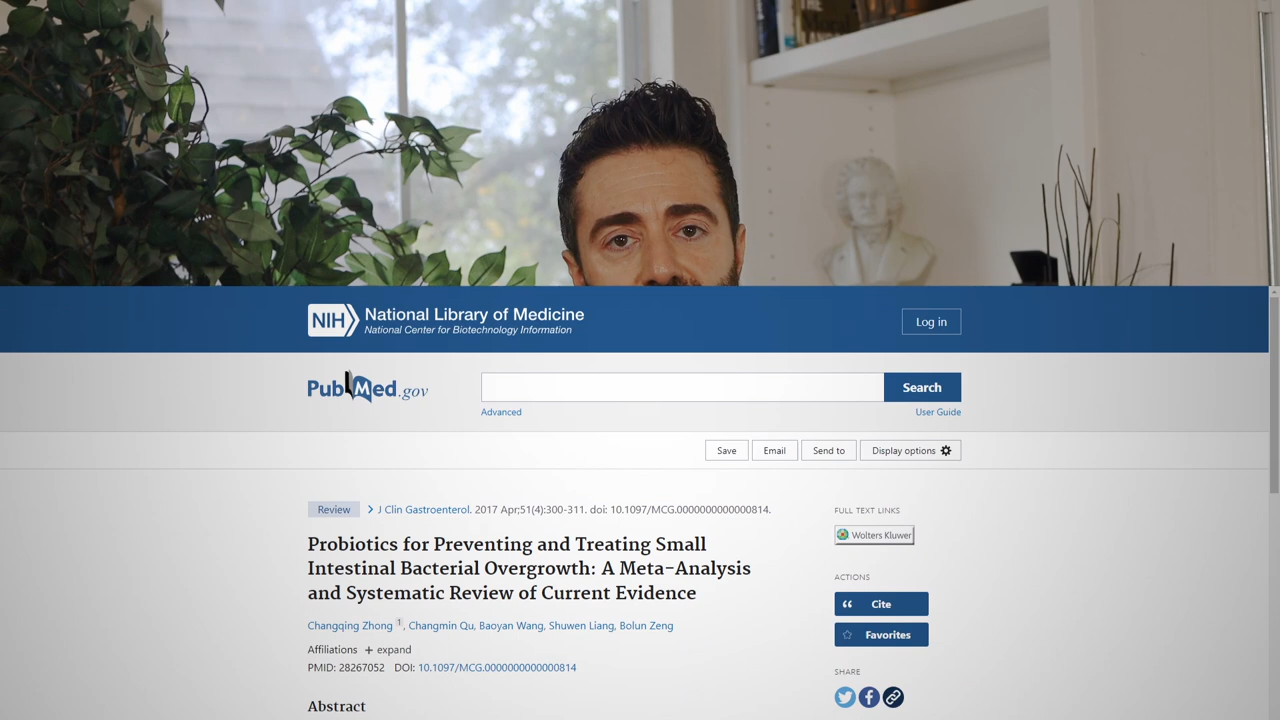 NIH National Library of Medicine
National Center for Biotechnology Information
Log in
PubMed.gov
Search
Advanced
User Guide
Save
Email
Send to
Display options
Review
J Clin Gastroenterol. 2017 Apr;51(4):300-311. doi: 10.1097/MCG.0000000000000814.
Probiotics for Preventing and Treating Small
Intestinal Bacterial Overgrowth: A Meta-Analysis
and Systematic Review of Current Evidence
Changqing Zhong 1, Changmin Qu, Baoyan Wang, Shuwen Liang, Bolun Zeng
Affiliations + expand
PMID: 28267052 DOI: 10.1097/MCG.0000000000000814
Abstract
FULL TEXT LINKS
Wolters Kluwer
ACTIONS
Cite
Favorites
SHARE